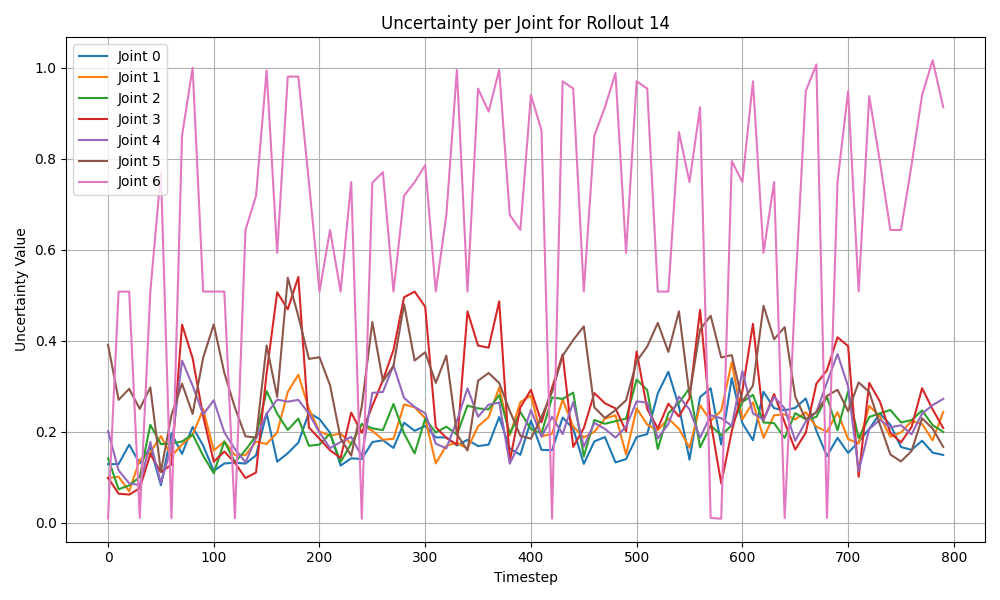 Uncertainty per Joint for Rollout 14
Uncertainty Value
1.0
0.8
0.6
0.4
0.2
0.0
Joint 0
Joint 1
Joint 2
Joint 3
Joint 4
Joint 5
Joint 6
0 100 200 300 400 500 600 700 800
Timestep